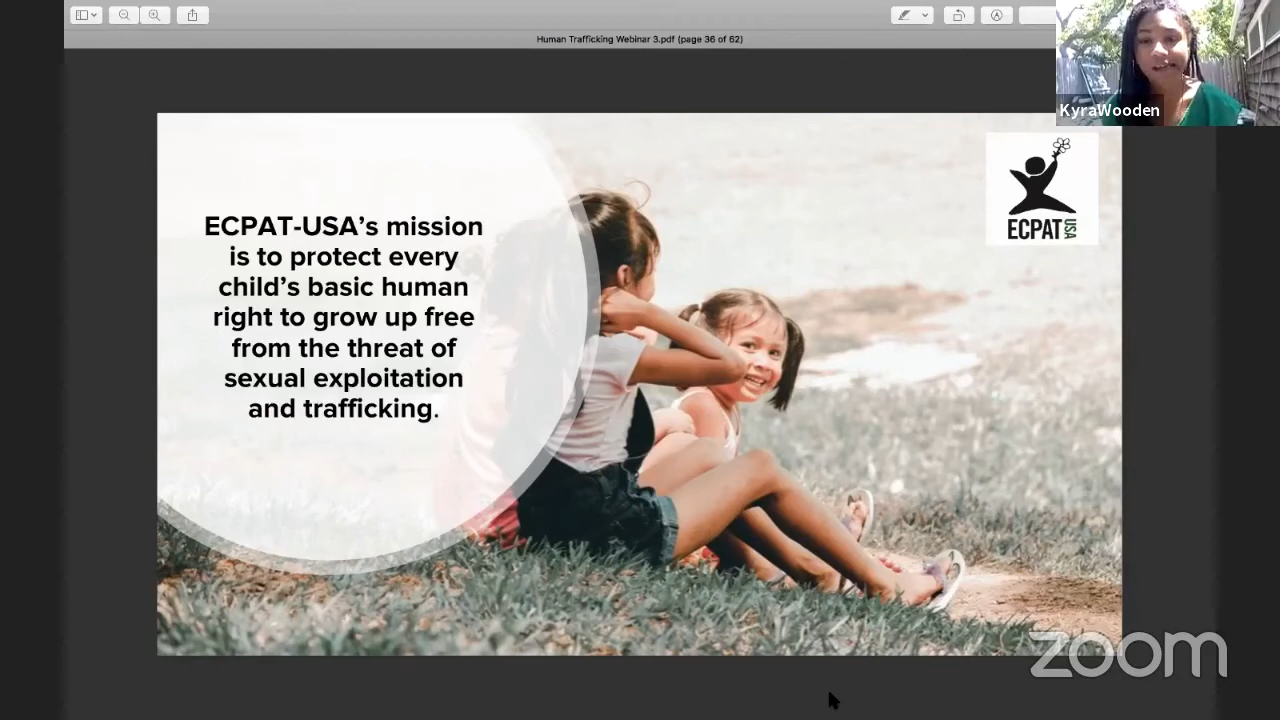 Human Trafficking Webinar 3.pdf (page 36 of 62)
KyraWooden
ECPAT-USA’s mission
is to protect every
child’s basic human
right to grow up free
from the threat of
sexual exploitation
and trafficking.
ECPAT USA
zoom